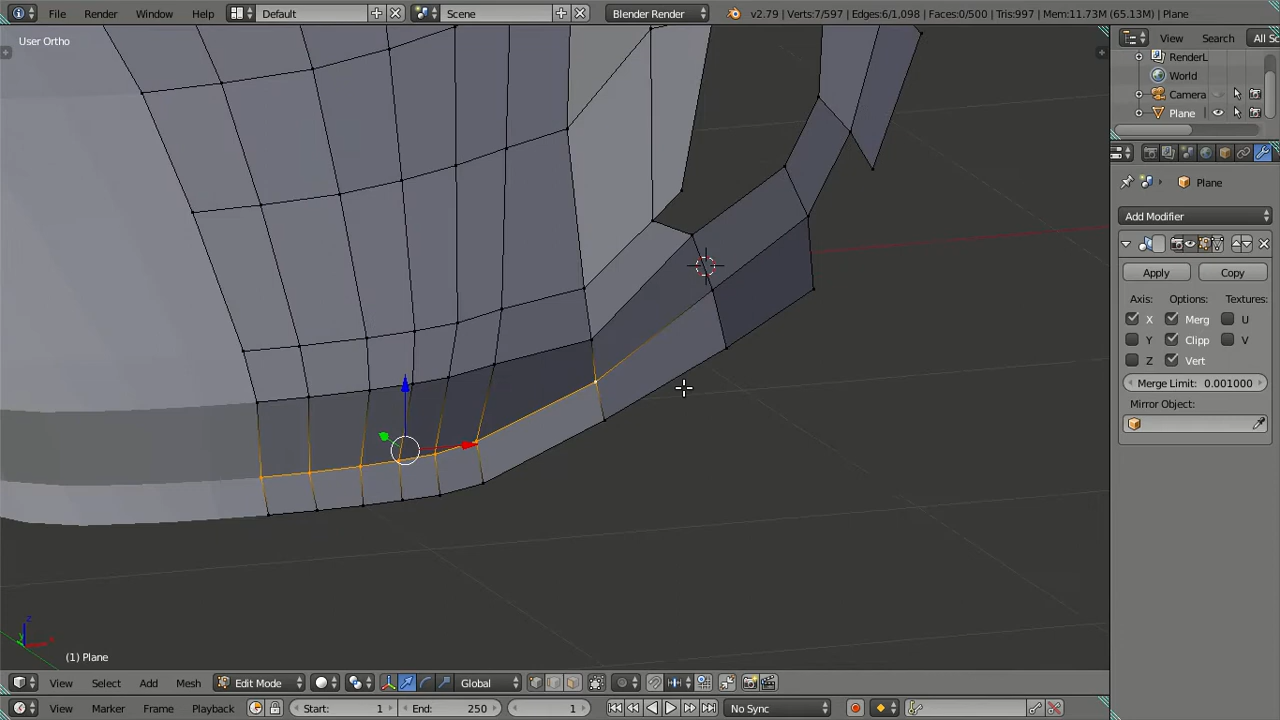 File Render Window Help Default Scene Blender Render v2.79 | Verts:7/597 | Edges:6/1,098 | Faces:0/500 | Tris:997 | Mem:11.73M (65.13M) | Plane
User Ortho
View Search All Sc
RenderL
World
Camera
Plane |
Plane
Add Modifier
Apply Copy
Axis: Options: Textures:
X Merg U
Y Clipp V
Z Vert
Merge Limit: 0.001000
Mirror Object:
z
y x
(1) Plane
View Select Add Mesh Edit Mode Global
View Marker Frame Playback Start: 1 End: 250 1 No Sync